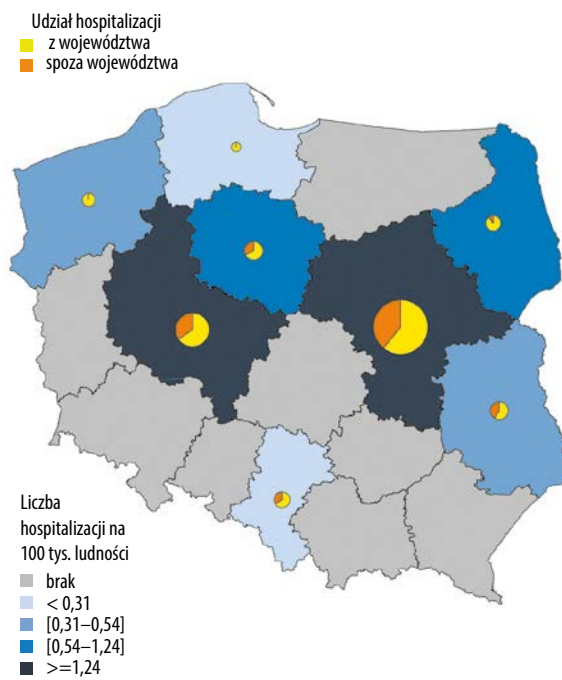 Udział hospitalizacji
z województwa
spoza województwa
Liczba
hospitalizacji na
100 tys. ludności
brak
< 0,31
[0,31–0,54]
[0,54–1,24]
>=1,24